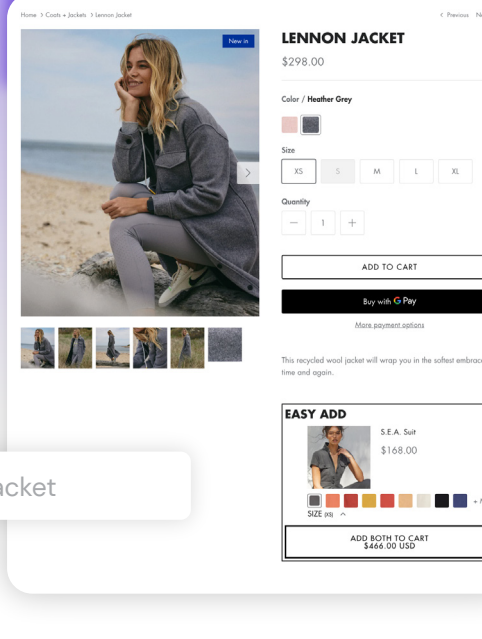 Home > Coats + Jackets > Lennon Jacket
< Previous
New in
LENNON JACKET
$298.00
Color / Heather Grey
Size
XS S M L XL
Quantity
— 1 +
ADD TO CART
Buy with G Pay
More payment options
This recycled wool jacket will wrap you in the softest embrace
time and again.
EASY ADD
S.E.A. Suit
$168.00
SIZE (XS)
acket
ADD BOTH TO CART
$466.00 USD